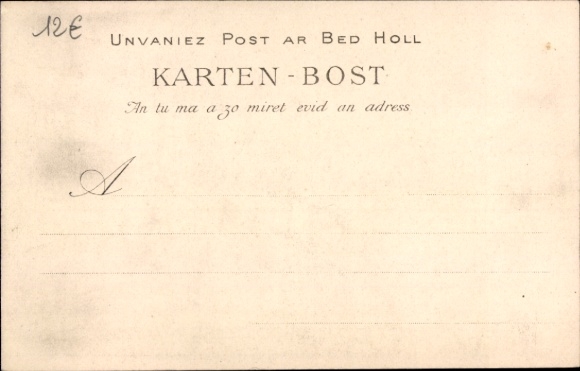 12€
UNVANIEZ POST AR BED HOLL
KARTEN-BOST
An tu ma a zo miret evid an adress
A